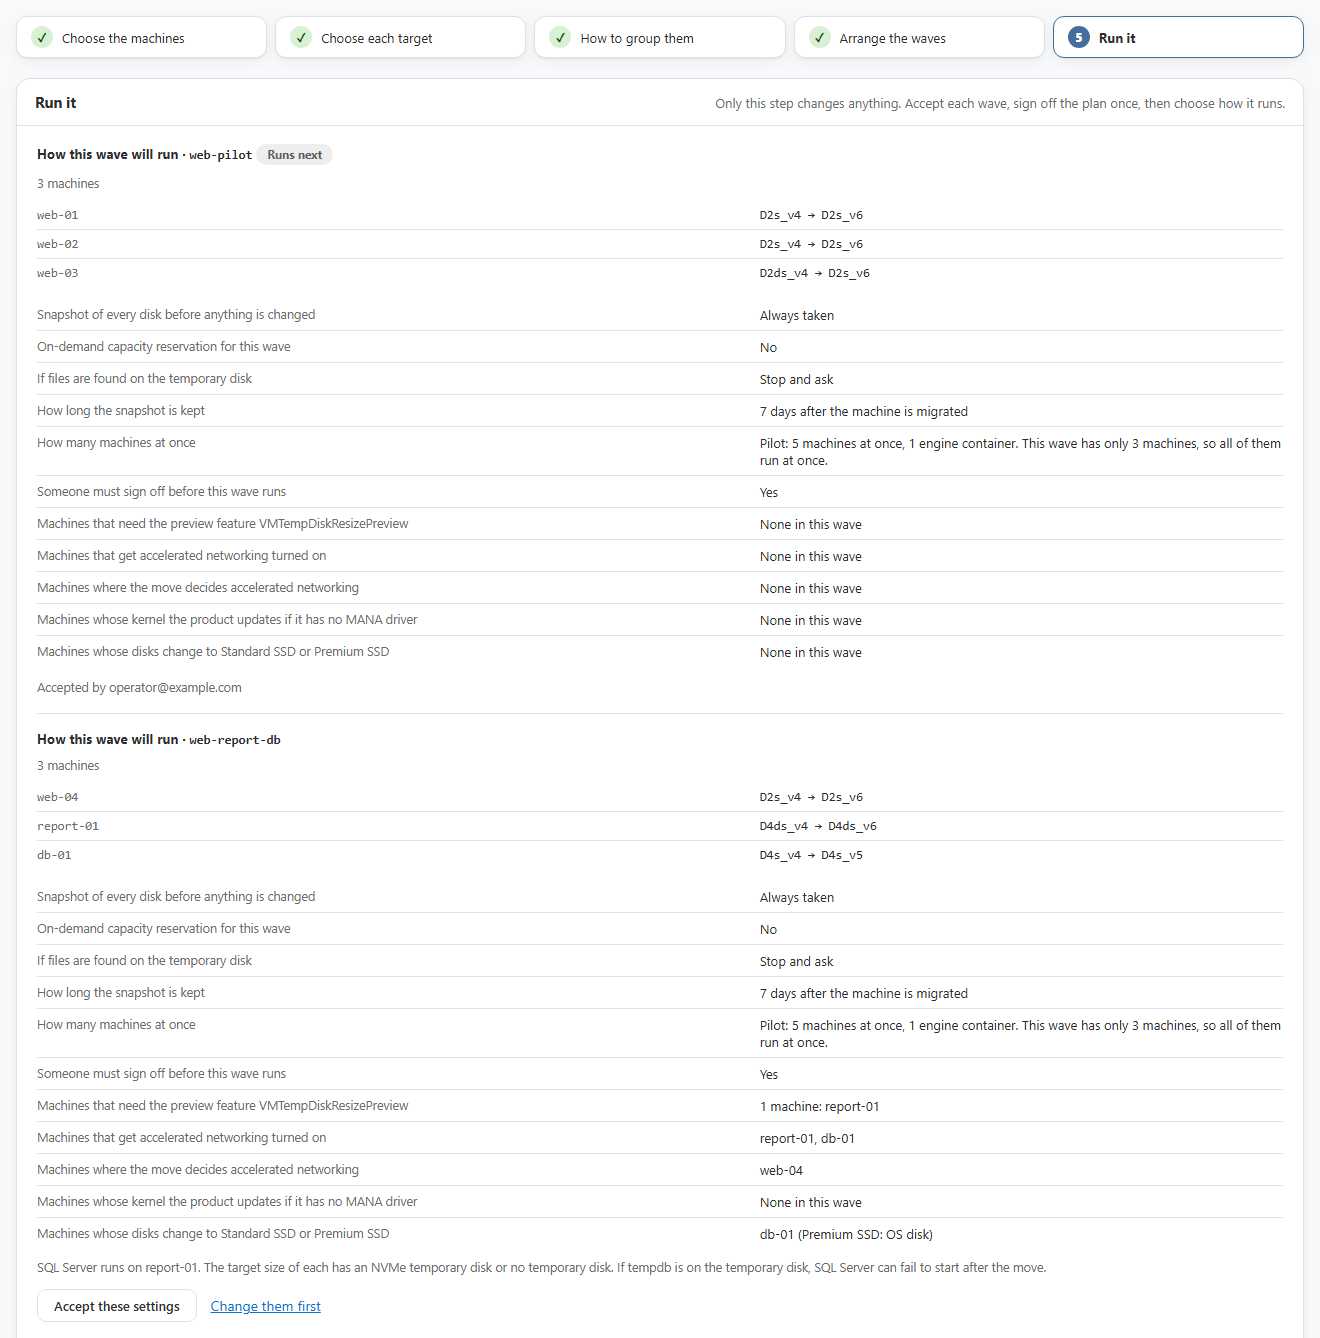 ✓ Choose the machines
✓ Choose each target
✓ How to group them
✓ Arrange the waves
5 Run it
Run it
Only this step changes anything. Accept each wave, sign off the plan once, then choose how it runs.
How this wave will run · web-pilot Runs next
3 machines
web-01 D2s_v4 → D2s_v6
web-02 D2s_v4 → D2s_v6
web-03 D2ds_v4 → D2s_v6
Snapshot of every disk before anything is changed Always taken
On-demand capacity reservation for this wave No
If files are found on the temporary disk Stop and ask
How long the snapshot is kept 7 days after the machine is migrated
How many machines at once Pilot: 5 machines at once, 1 engine container. This wave has only 3 machines, so all of them
run at once.
Someone must sign off before this wave runs Yes
Machines that need the preview feature VMTempDiskResizePreview None in this wave
Machines that get accelerated networking turned on None in this wave
Machines where the move decides accelerated networking None in this wave
Machines whose kernel the product updates if it has no MANA driver None in this wave
Machines whose disks change to Standard SSD or Premium SSD None in this wave
Accepted by operator@example.com
How this wave will run · web-report-db
3 machines
web-04 D2s_v4 → D2s_v6
report-01 D4ds_v4 → D4ds_v6
db-01 D4s_v4 → D4s_v5
Snapshot of every disk before anything is changed Always taken
On-demand capacity reservation for this wave No
If files are found on the temporary disk Stop and ask
How long the snapshot is kept 7 days after the machine is migrated
How many machines at once Pilot: 5 machines at once, 1 engine container. This wave has only 3 machines, so all of them
run at once.
Someone must sign off before this wave runs Yes
Machines that need the preview feature VMTempDiskResizePreview 1 machine: report-01
Machines that get accelerated networking turned on report-01, db-01
Machines where the move decides accelerated networking web-04
Machines whose kernel the product updates if it has no MANA driver None in this wave
Machines whose disks change to Standard SSD or Premium SSD db-01 (Premium SSD: OS disk)
SQL Server runs on report-01. The target size of each has an NVMe temporary disk or no temporary disk. If tempdb is on the temporary disk, SQL Server can fail to start after the move.
Accept these settings Change them first